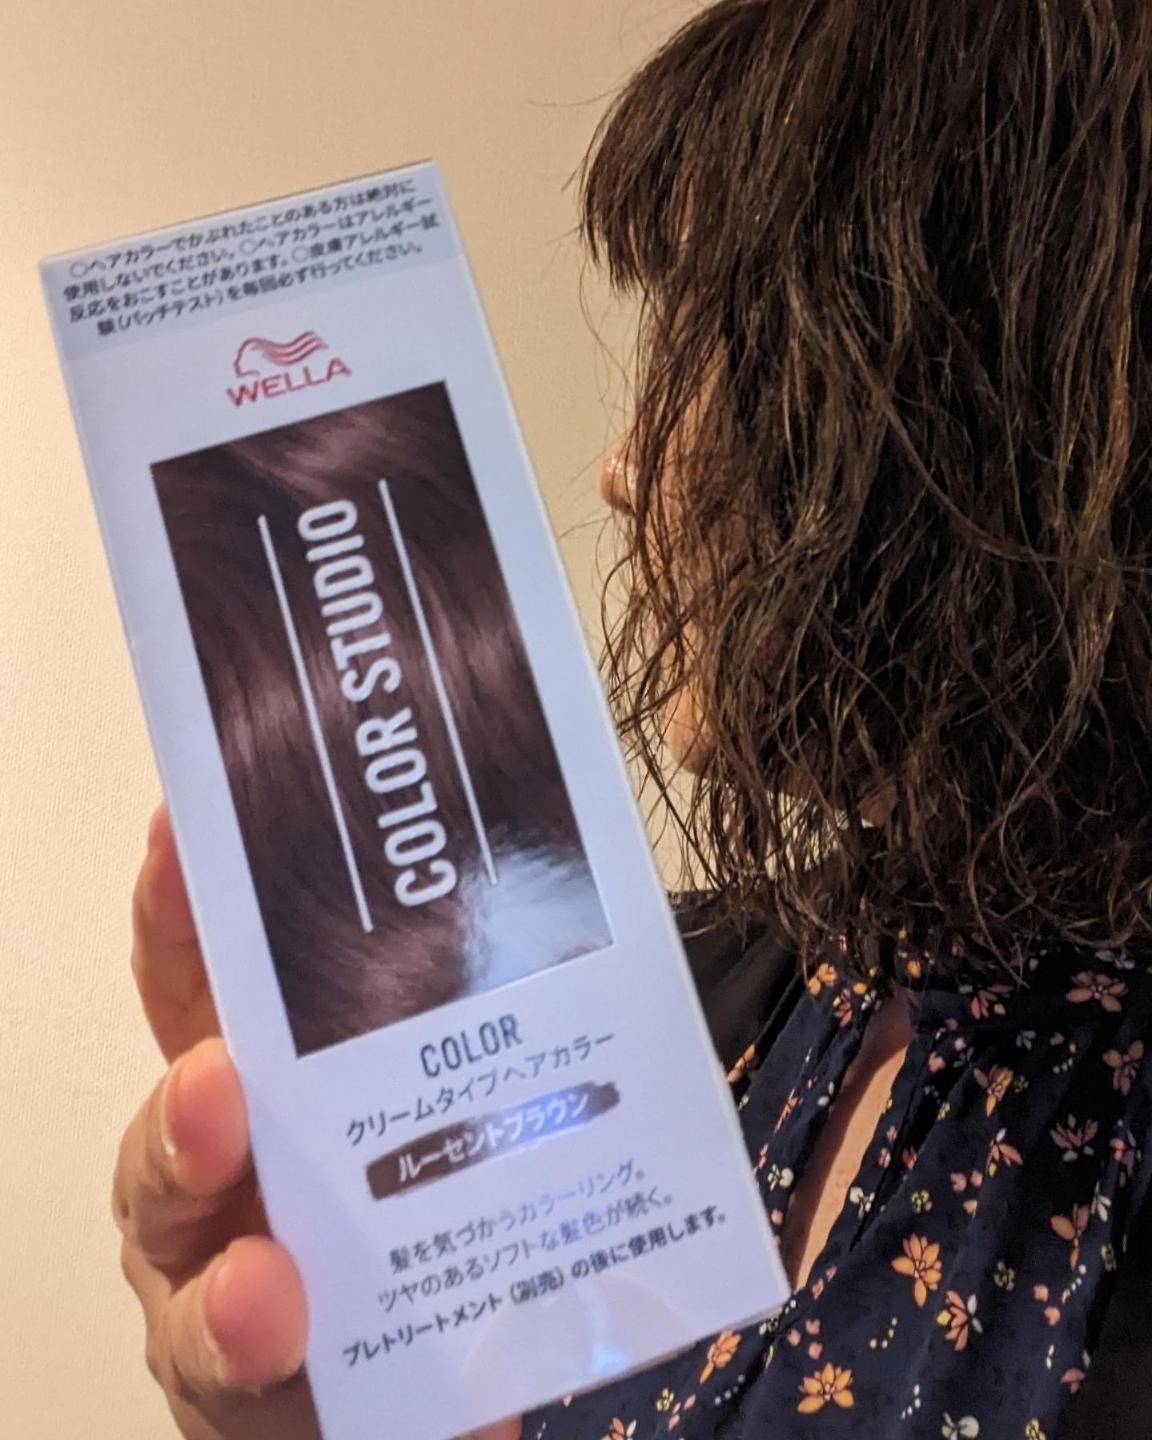 ○ヘアカラーでかぶれたことのある方は絶対に
使用しないでください。○ヘアカラーはアレルギー
反応をおこすことがあります。○皮膚アレルギー試
験(パッチテスト)を毎回必ず行ってください。
WELLA
COLOR STUDIO
COLOR
クリームタイプヘアカラー
ルーセントブラウン
髪を気づかうカラーリング。
ツヤのあるソフトな髪色が続く。
プレトリートメント(別売)の後に使用します。